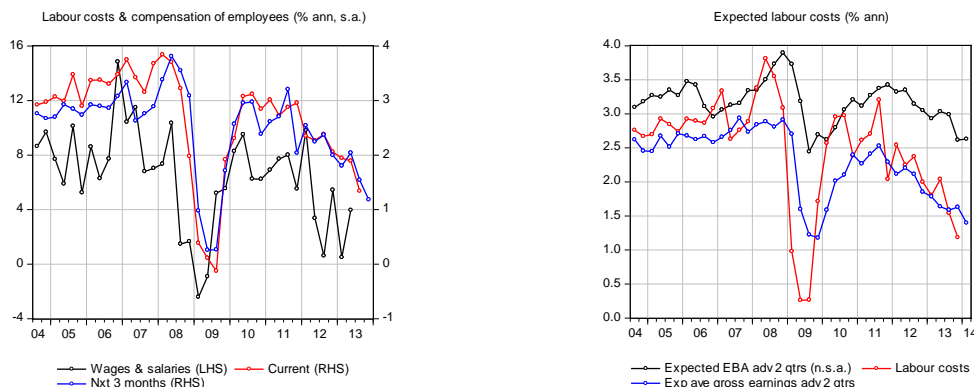 Labour costs & compensation of employees (% ann, s.a.)
16 4
12 3
8 2
4 1
0 0
-4 -1
04 05 06 07 08 09 10 11 12 13
Wages & salaries (LHS) Current (RHS)
Nxt 3 months (RHS)
Expected labour costs (% ann)
4.0
3.5
3.0
2.5
2.0
1.5
1.0
0.5
0.0
04 05 06 07 08 09 10 11 12 13 14
Expected EBA adv 2 qtrs (n.s.a.) Labour costs
Exp ave gross earnings adv 2 qtrs